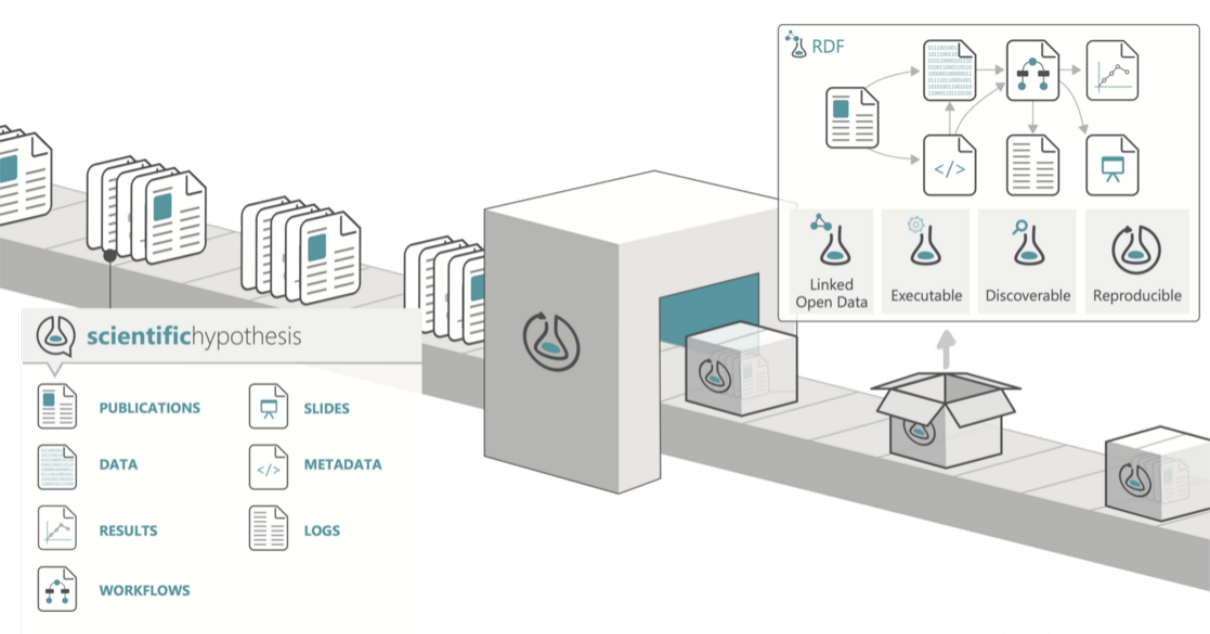 RDF
Linked
Open Data
Executable
Discoverable
Reproducible
scientifichypothesis
PUBLICATIONS
SLIDES
DATA
METADATA
</>
</>
RESULTS
LOGS
WORKFLOWS